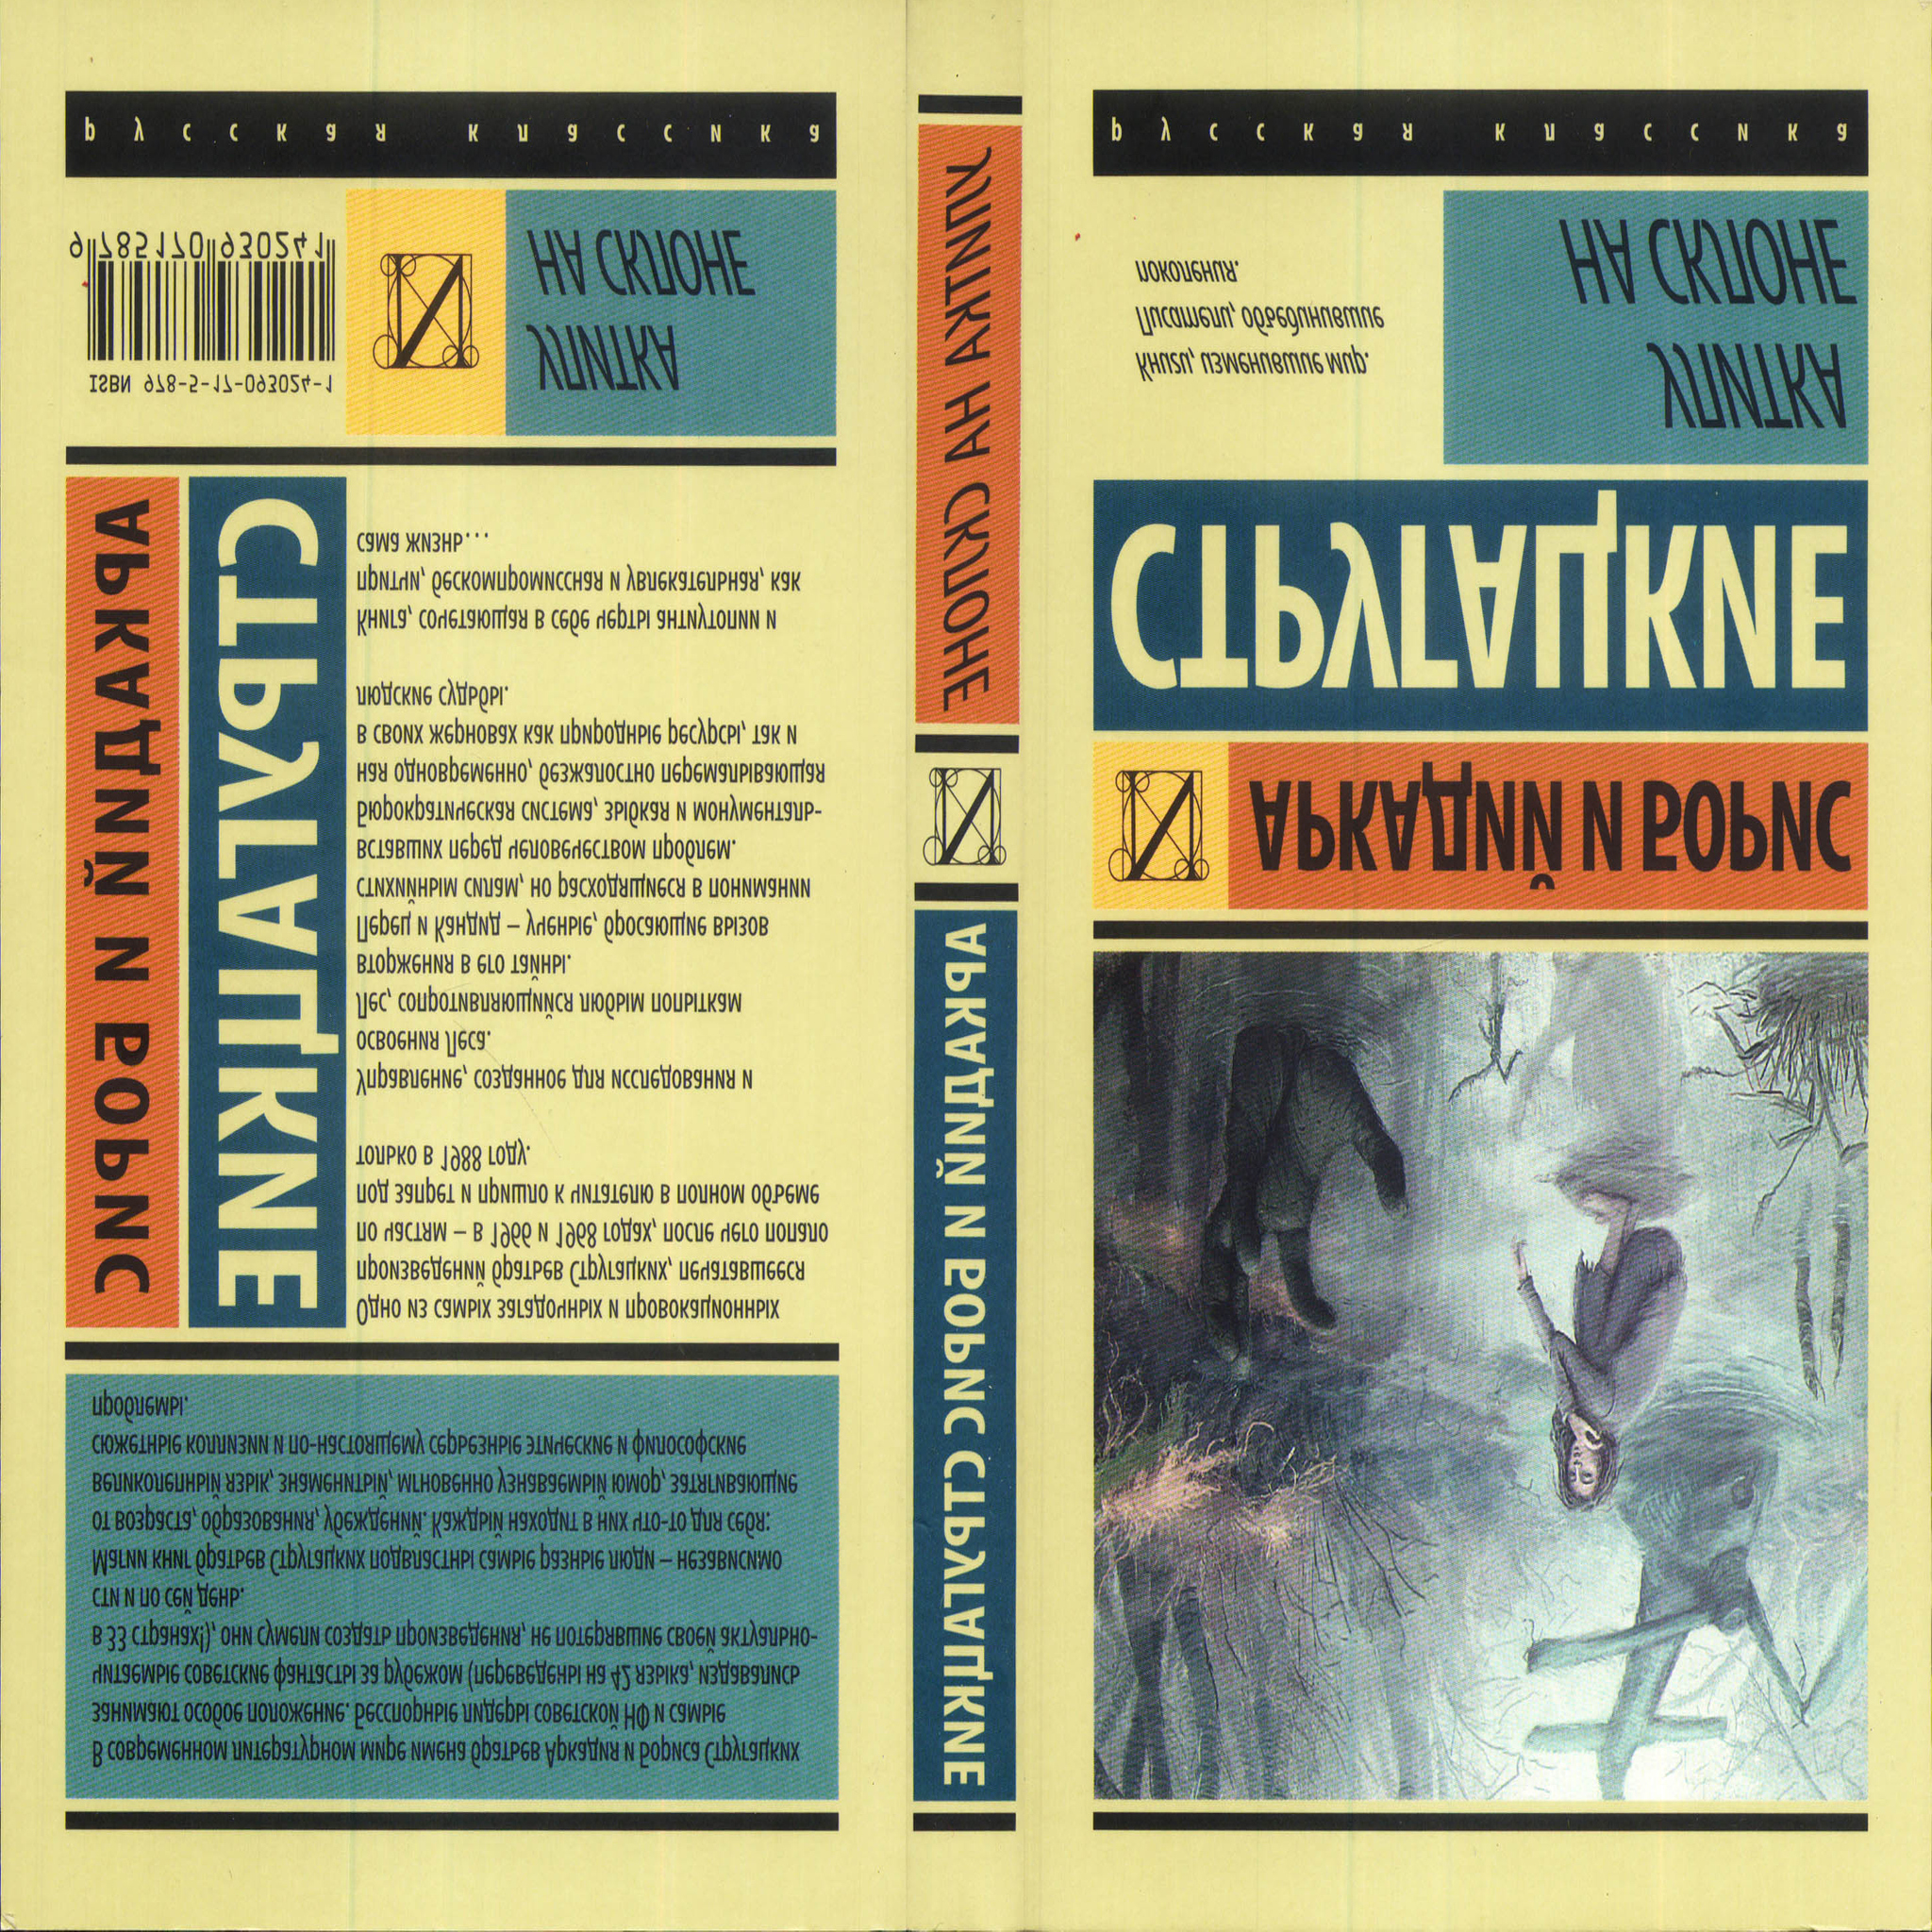 В современном литературном мире имена братьев Аркадия и Бориса Стругацких
занимают особое положение. Бесспорные лидеры советской НФ и самые
читаемые советские фантасты за рубежом (переведены на 42 языка, издавались
в 33 странах!), они сумели создать произведения, не потерявшие своей актуально-
сти и по сей день.
Магии книг братьев Стругацких подвластны самые разные люди – независимо
от возраста, образования, убеждений. Каждый находит в них что-то для себя:
великолепный язык, знаменитый, мгновенно узнаваемый юмор, затягивающие
сюжетные коллизии и по-настоящему серьезные этические и философские
проблемы.
АРКАДИЙ И БОРИС
СТРУГАЦКИЕ
Одно из самых загадочных и провокационных
произведений братьев Стругацких, печатавшееся
по частям – в 1966 и 1968 годах, после чего попало
под запрет и пришло к читателю в полном объеме
только в 1988 году.
Управление, созданное для исследования и
освоения Леса.
Лес, сопротивляющийся любым попыткам
вторжения в его тайны.
Перец и Кандид – ученые, бросающие вызов
стихийным силам, но расходящиеся в понимании
вставших перед человечеством проблем.
Бюрократическая система, зыбкая и монументаль-
ная одновременно, безжалостно перемалывающая
в своих жерновах как природные ресурсы, так и
людские судьбы.
Книга, сочетающая в себе черты антиутопии и
притчи, бескомпромиссная и увлекательная, как
сама жизнь...
ISBN 978-5-17-093024-1
9 785170 930241
УЛИТКА
НА СКЛОНЕ
русская классика
АРКАДИЙ И БОРИС СТРУГАЦКИЕ
УЛИТКА НА СКЛОНЕ
АРКАДИЙ И БОРИС
СТРУГАЦКИЕ
Книги, изменившие мир.
Писатели, объединившие
поколения.
УЛИТКА
НА СКЛОНЕ
русская классика